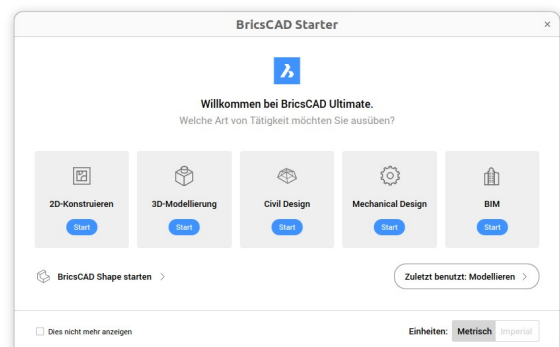 BricsCAD Starter
Willkommen bei BricsCAD Ultimate.
Welche Art von Tätigkeit möchten Sie ausüben?
2D-Konstruieren
3D-Modellierung
Civil Design
Mechanical Design
BIM
Start
Start
Start
Start
Start
BricsCAD Shape starten
Zuletzt benutzt: Modellieren
Dies nicht mehr anzeigen
Einheiten: Metrisch Imperial